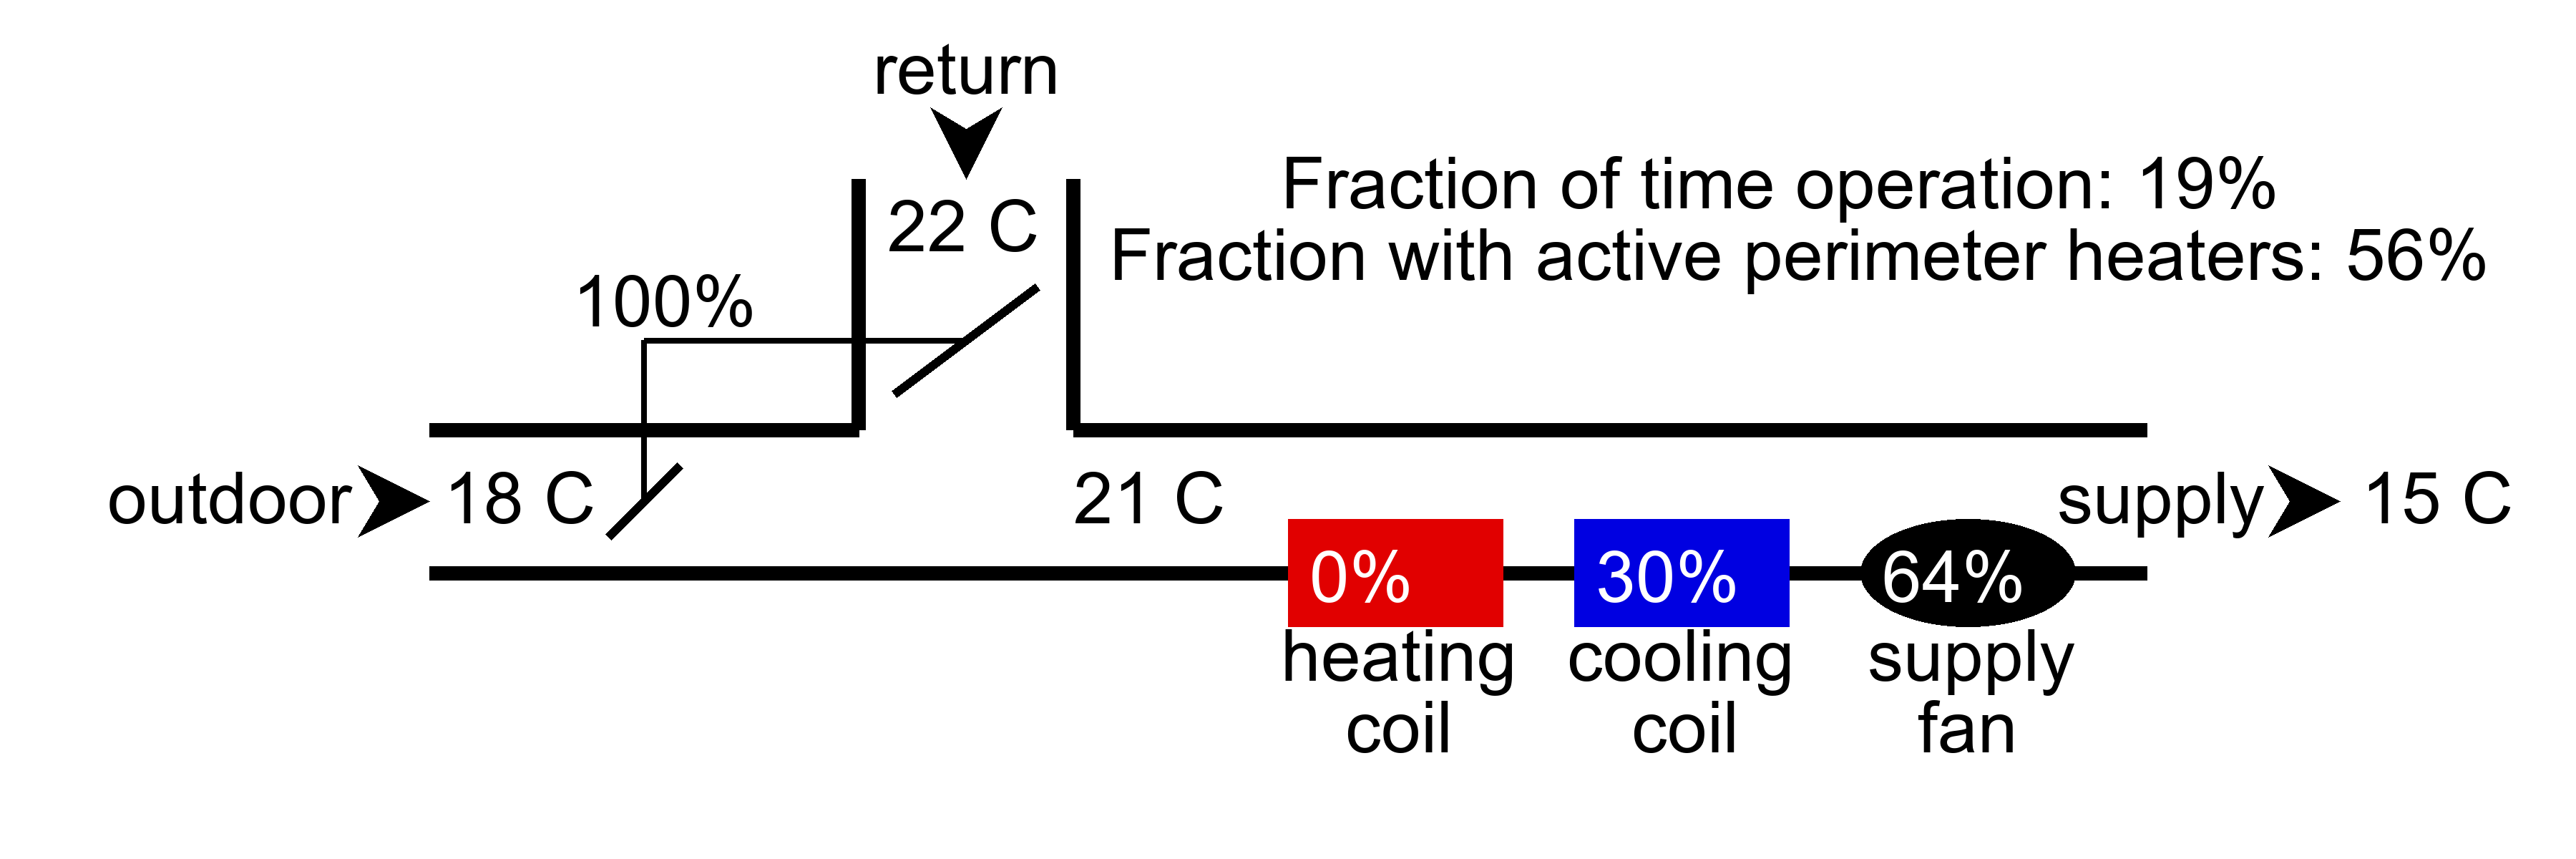 return
22 C
Fraction of time operation: 19%
Fraction with active perimeter heaters: 56%
100%
outdoor
18 C
21 C
supply
15 C
0%
30%
64%
heating
coil
cooling
coil
supply
fan